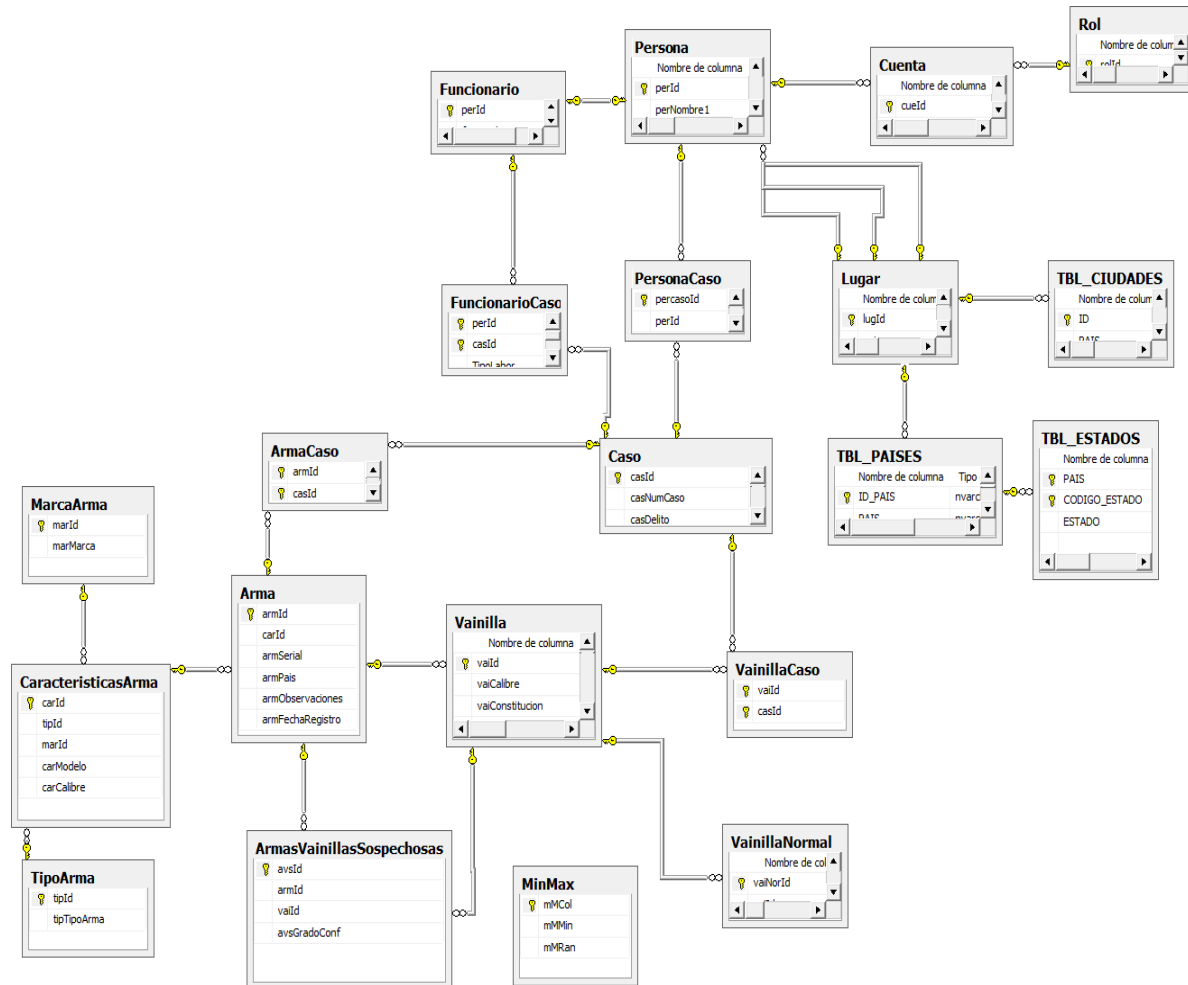 Rol
Nombre de colum
Persona
Nombre de columna
perId
perNombre1
Cuenta
Nombre de columna
cueId
Funcionario
perId
FuncionarioCaso
perId
casId
TipoLabor
PersonaCaso
percasoId
perId
Lugar
Nombre de colum
lugId
TBL_CIUDADES
Nombre de colum
ID
PAIS
ArmaCaso
armId
casId
Caso
casId
casNumCaso
casDelito
TBL_PAISES
Nombre de columna Tipo
ID_PAIS nvarc
PAIS
TBL_ESTADOS
Nombre de columna
PAIS
CODIGO_ESTADO
ESTADO
MarcaArma
marId
marMarca
Arma
armId
carId
armSerial
armPais
armObservaciones
armFechaRegistro
Vainilla
Nombre de columna
vaiId
vaiCalibre
vaiConstitucion
VainillaCaso
vaiId
casId
CaracteristicasArma
carId
tipId
marId
carModelo
carCalibre
TipoArma
tipId
tipTipoArma
ArmasVainillasSospechosas
avsId
armId
vaiId
avsGradoConf
MinMax
mMCol
mMMin
mMRan
VainillaNormal
Nombre de col
vaiNorId